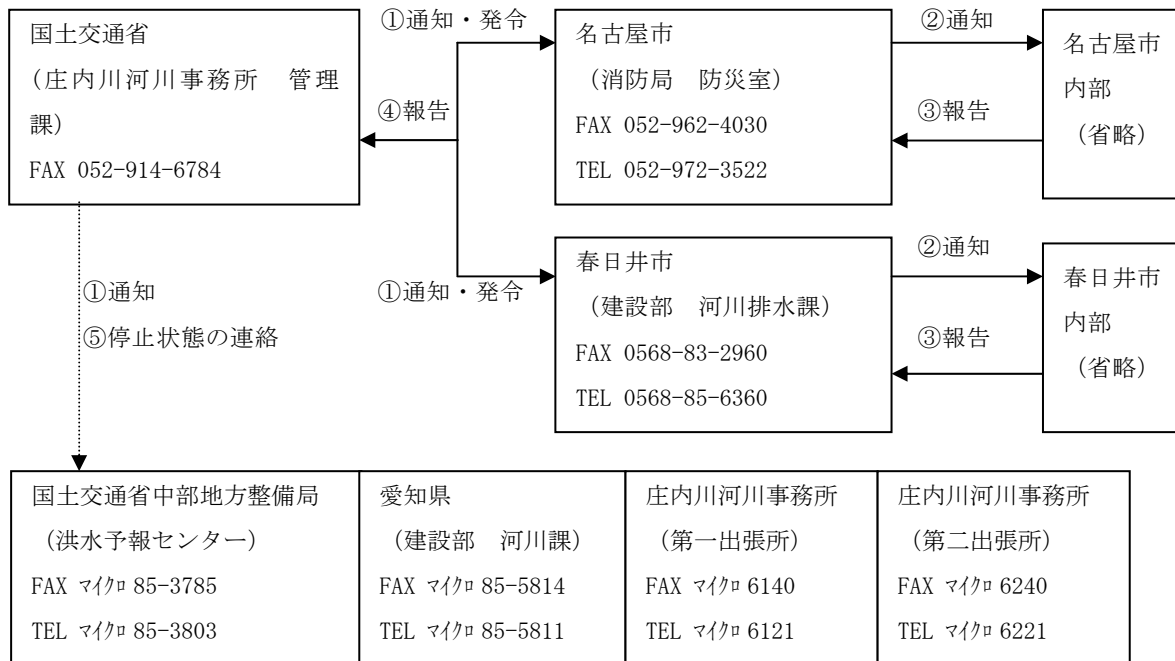 国土交通省
（庄内川河川事務所　管理
課）
FAX 052-914-6784
①通知・発令
④報告
名古屋市
（消防局　防災室）
FAX 052-962-4030
TEL 052-972-3522
②通知
③報告
名古屋市
内部
（省略）
①通知・発令
春日井市
（建設部　河川排水課）
FAX 0568-83-2960
TEL 0568-85-6360
②通知
③報告
春日井市
内部
（省略）
①通知
⑤停止状態の連絡
国土交通省中部地方整備局
（洪水予報センター）
FAX ﾏｲｸﾛ 85-3785
TEL ﾏｲｸﾛ 85-3803
愛知県
（建設部　河川課）
FAX ﾏｲｸﾛ 85-5814
TEL ﾏｲｸﾛ 85-5811
庄内川河川事務所
（第一出張所）
FAX ﾏｲｸﾛ 6140
TEL ﾏｲｸﾛ 6121
庄内川河川事務所
（第二出張所）
FAX ﾏｲｸﾛ 6240
TEL ﾏｲｸﾛ 6221